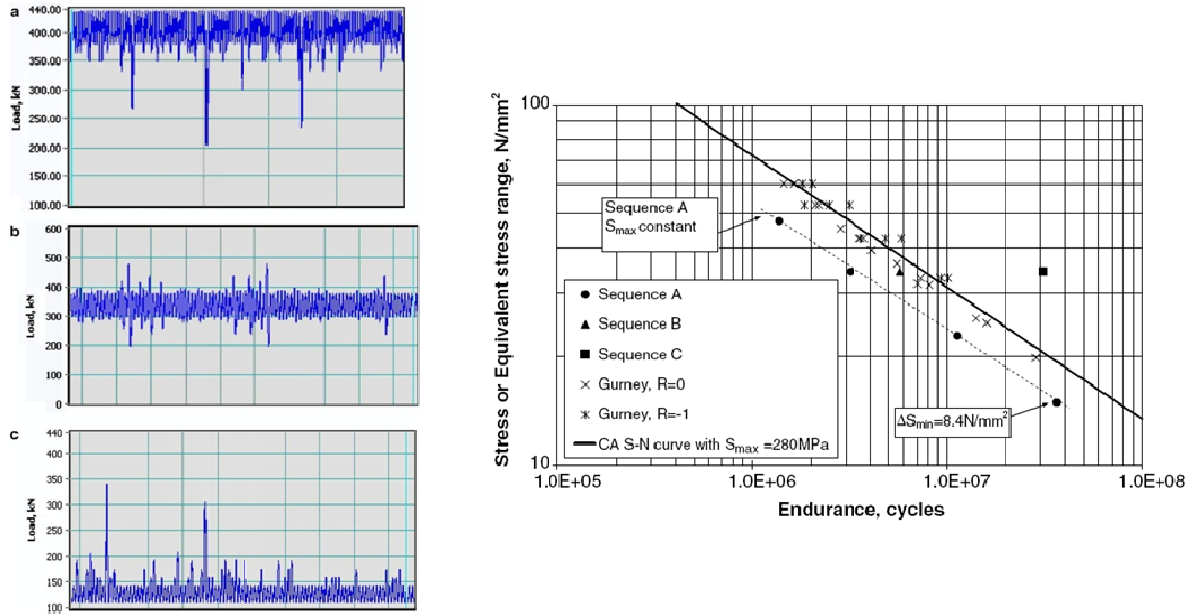 a
440.00
400.00
350.00
300.00
250.00
200.00
150.00
100.00
Load, kN
b
600
500
400
300
200
100
0
Load, kN
c
440
400
350
300
250
200
150
100
Load, kN
Stress or Equivalent stress range, N/mm²
100
10
Sequence A
Smax constant
Sequence A
Sequence B
Sequence C
Gurney, R=0
Gurney, R=-1
CA S-N curve with Smax =280MPa
ΔSmin=8.4N/mm²
1.0E+05
1.0E+06
1.0E+07
1.0E+08
Endurance, cycles